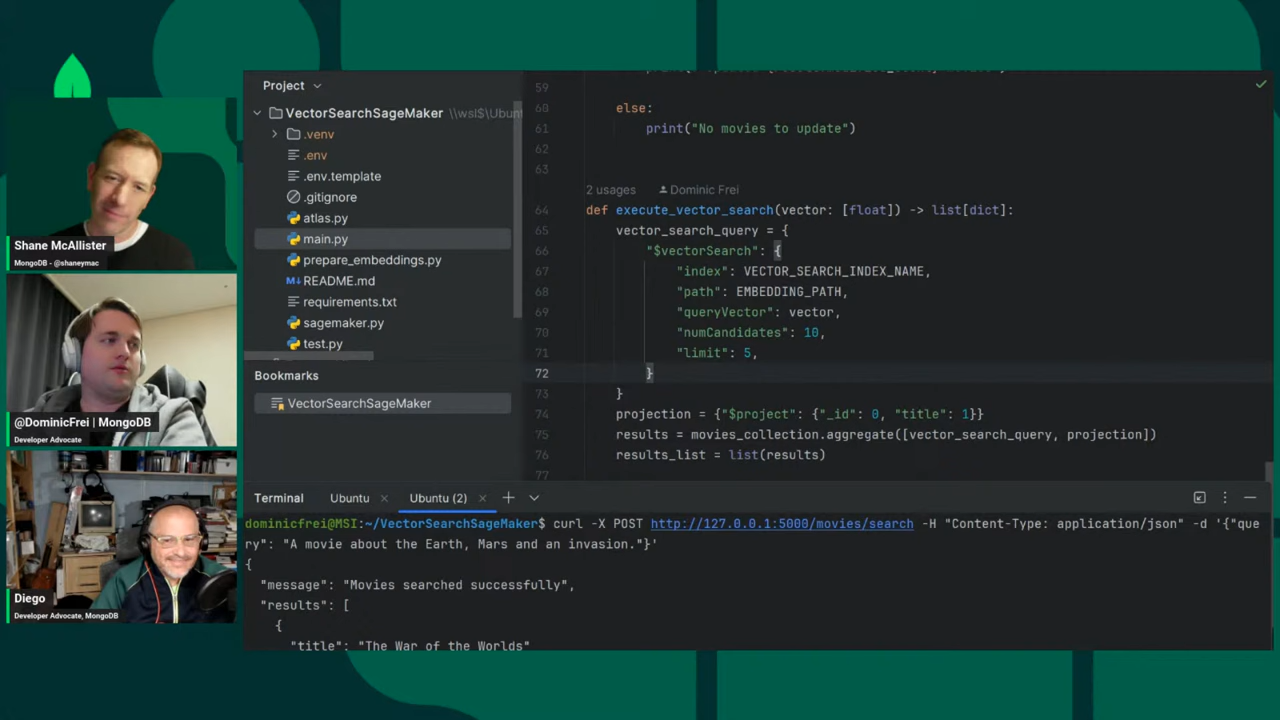 Shane McAllister
MongoDB - @shaneymac
@DominicFrei | MongoDB
Developer Advocate
Diego
Developer Advocate, MongoDB
Project
VectorSearchSageMaker \\wsl$\Ubun
.venv
.env
.env.template
.gitignore
atlas.py
main.py
prepare_embeddings.py
README.md
requirements.txt
sagemaker.py
test.py
Bookmarks
VectorSearchSageMaker
59
60 else:
61 print("No movies to update")
62
63
2 usages Dominic Frei
64 def execute_vector_search(vector: [float]) -> list[dict]:
65 vector_search_query = {
66 "$vectorSearch": {
67 "index": VECTOR_SEARCH_INDEX_NAME,
68 "path": EMBEDDING_PATH,
69 "queryVector": vector,
70 "numCandidates": 10,
71 "limit": 5,
72 }
73 }
74 projection = {"$project": {"_id": 0, "title": 1}}
75 results = movies_collection.aggregate([vector_search_query, projection])
76 results_list = list(results)
77
Terminal Ubuntu Ubuntu (2)
dominicfrei@MSI:~/VectorSearchSageMaker$ curl -X POST http://127.0.0.1:5000/movies/search -H "Content-Type: application/json" -d '{"que
ry": "A movie about the Earth, Mars and an invasion."}'
{
"message": "Movies searched successfully",
"results": [
{
"title": "The War of the Worlds"